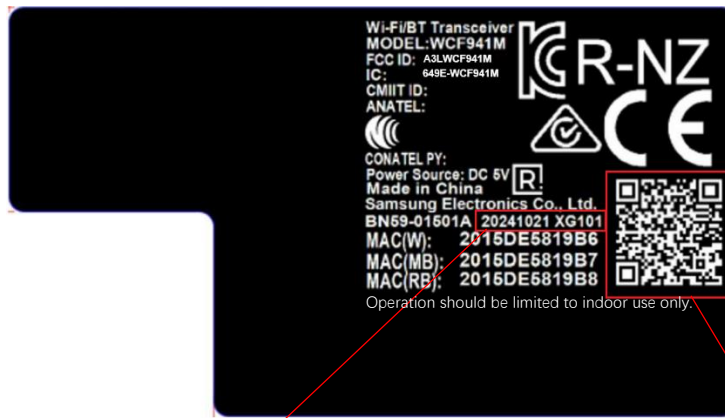 Wi-Fi/BT Transceiver
MODEL:WCF941M
FCC ID: A3LWCF941M
IC: 649E-WCF941M
CMIIT ID:
ANATEL:
R-NZ
CE
CONATEL PY:
Power Source: DC 5V R
Made in China
Samsung Electronics Co., Ltd.
BN59-01501A 20241021 XG101
MAC(W): 2015DE5819B6
MAC(MB): 2015DE5819B7
MAC(RB): 2015DE5819B8
Operation should be limited to indoor use only.